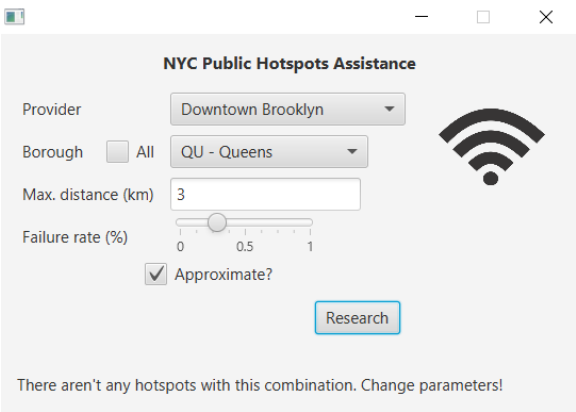 NYC Public Hotspots Assistance
Provider Downtown Brooklyn
Borough All QU - Queens
Max. distance (km) 3
Failure rate (%)
0 0.5 1
Approximate?
Research
There aren't any hotspots with this combination. Change parameters!